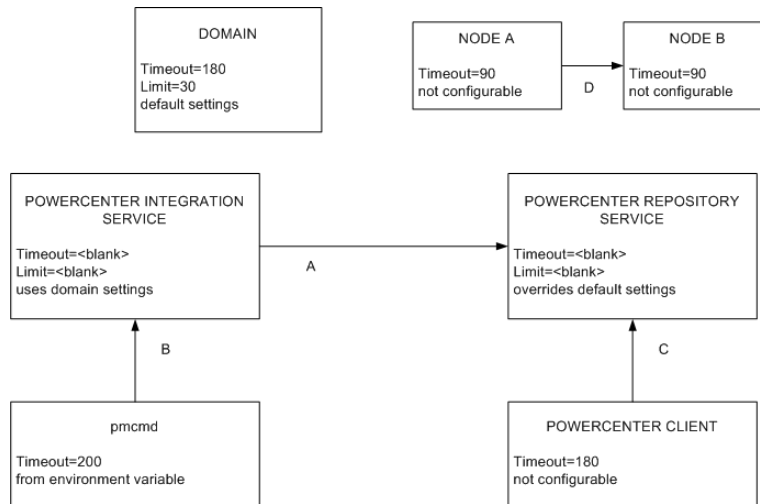 DOMAIN
Timeout=180
Limit=30
default settings
NODE A
Timeout=90
not configurable
D
NODE B
Timeout=90
not configurable
POWERCENTER INTEGRATION
SERVICE
Timeout=<blank>
Limit=<blank>
uses domain settings
A
POWERCENTER REPOSITORY
SERVICE
Timeout=<blank>
Limit=<blank>
overrides default settings
B
C
pmcmd
Timeout=200
from environment variable
POWERCENTER CLIENT
Timeout=180
not configurable